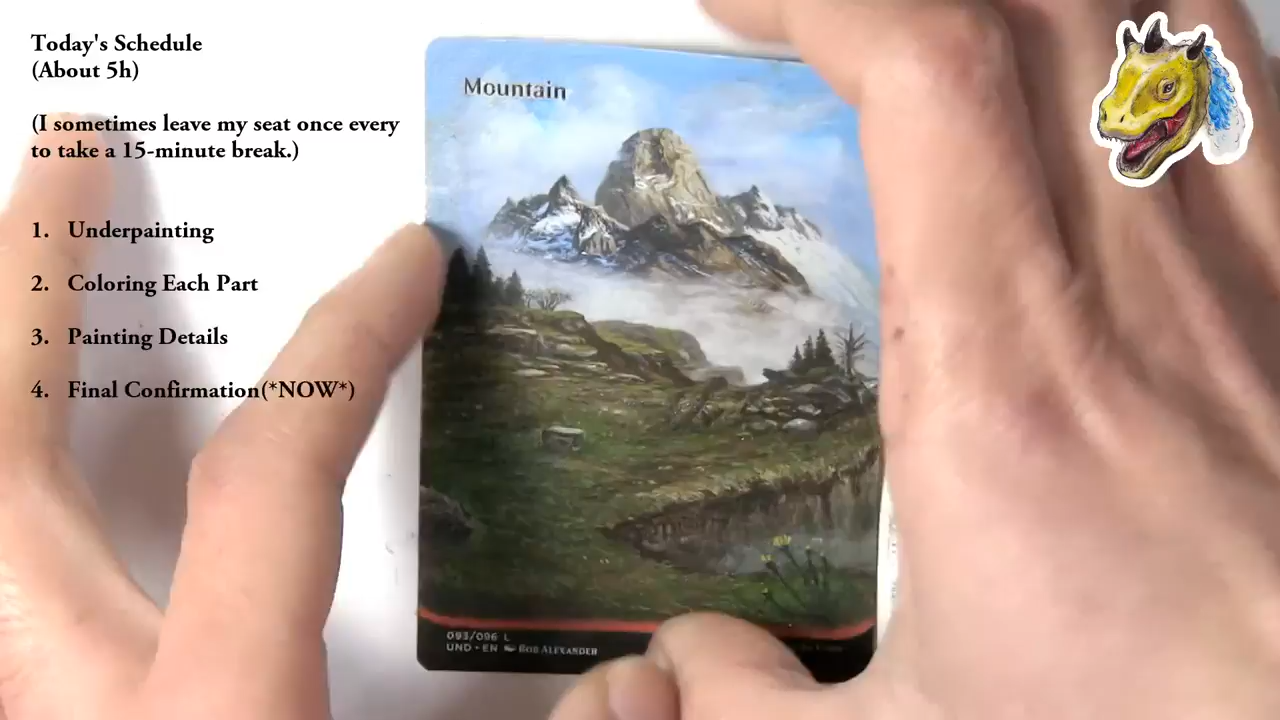 Today's Schedule
(About 5h)
(I sometimes leave my seat once every
to take a 15-minute break.)
1. Underpainting
2. Coloring Each Part
3. Painting Details
4. Final Confirmation(*NOW*)
Mountain
093/096 L
UND • EN BOB ALEXANDER